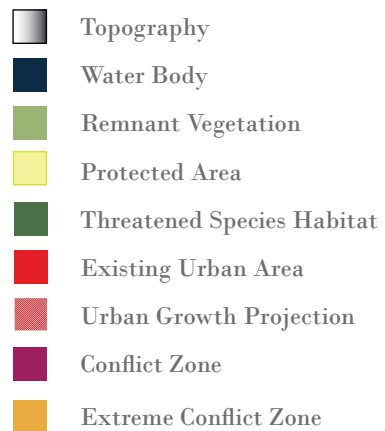 Topography
Water Body
Remnant Vegetation
Protected Area
Threatened Species Habitat
Existing Urban Area
Urban Growth Projection
Conflict Zone
Extreme Conflict Zone